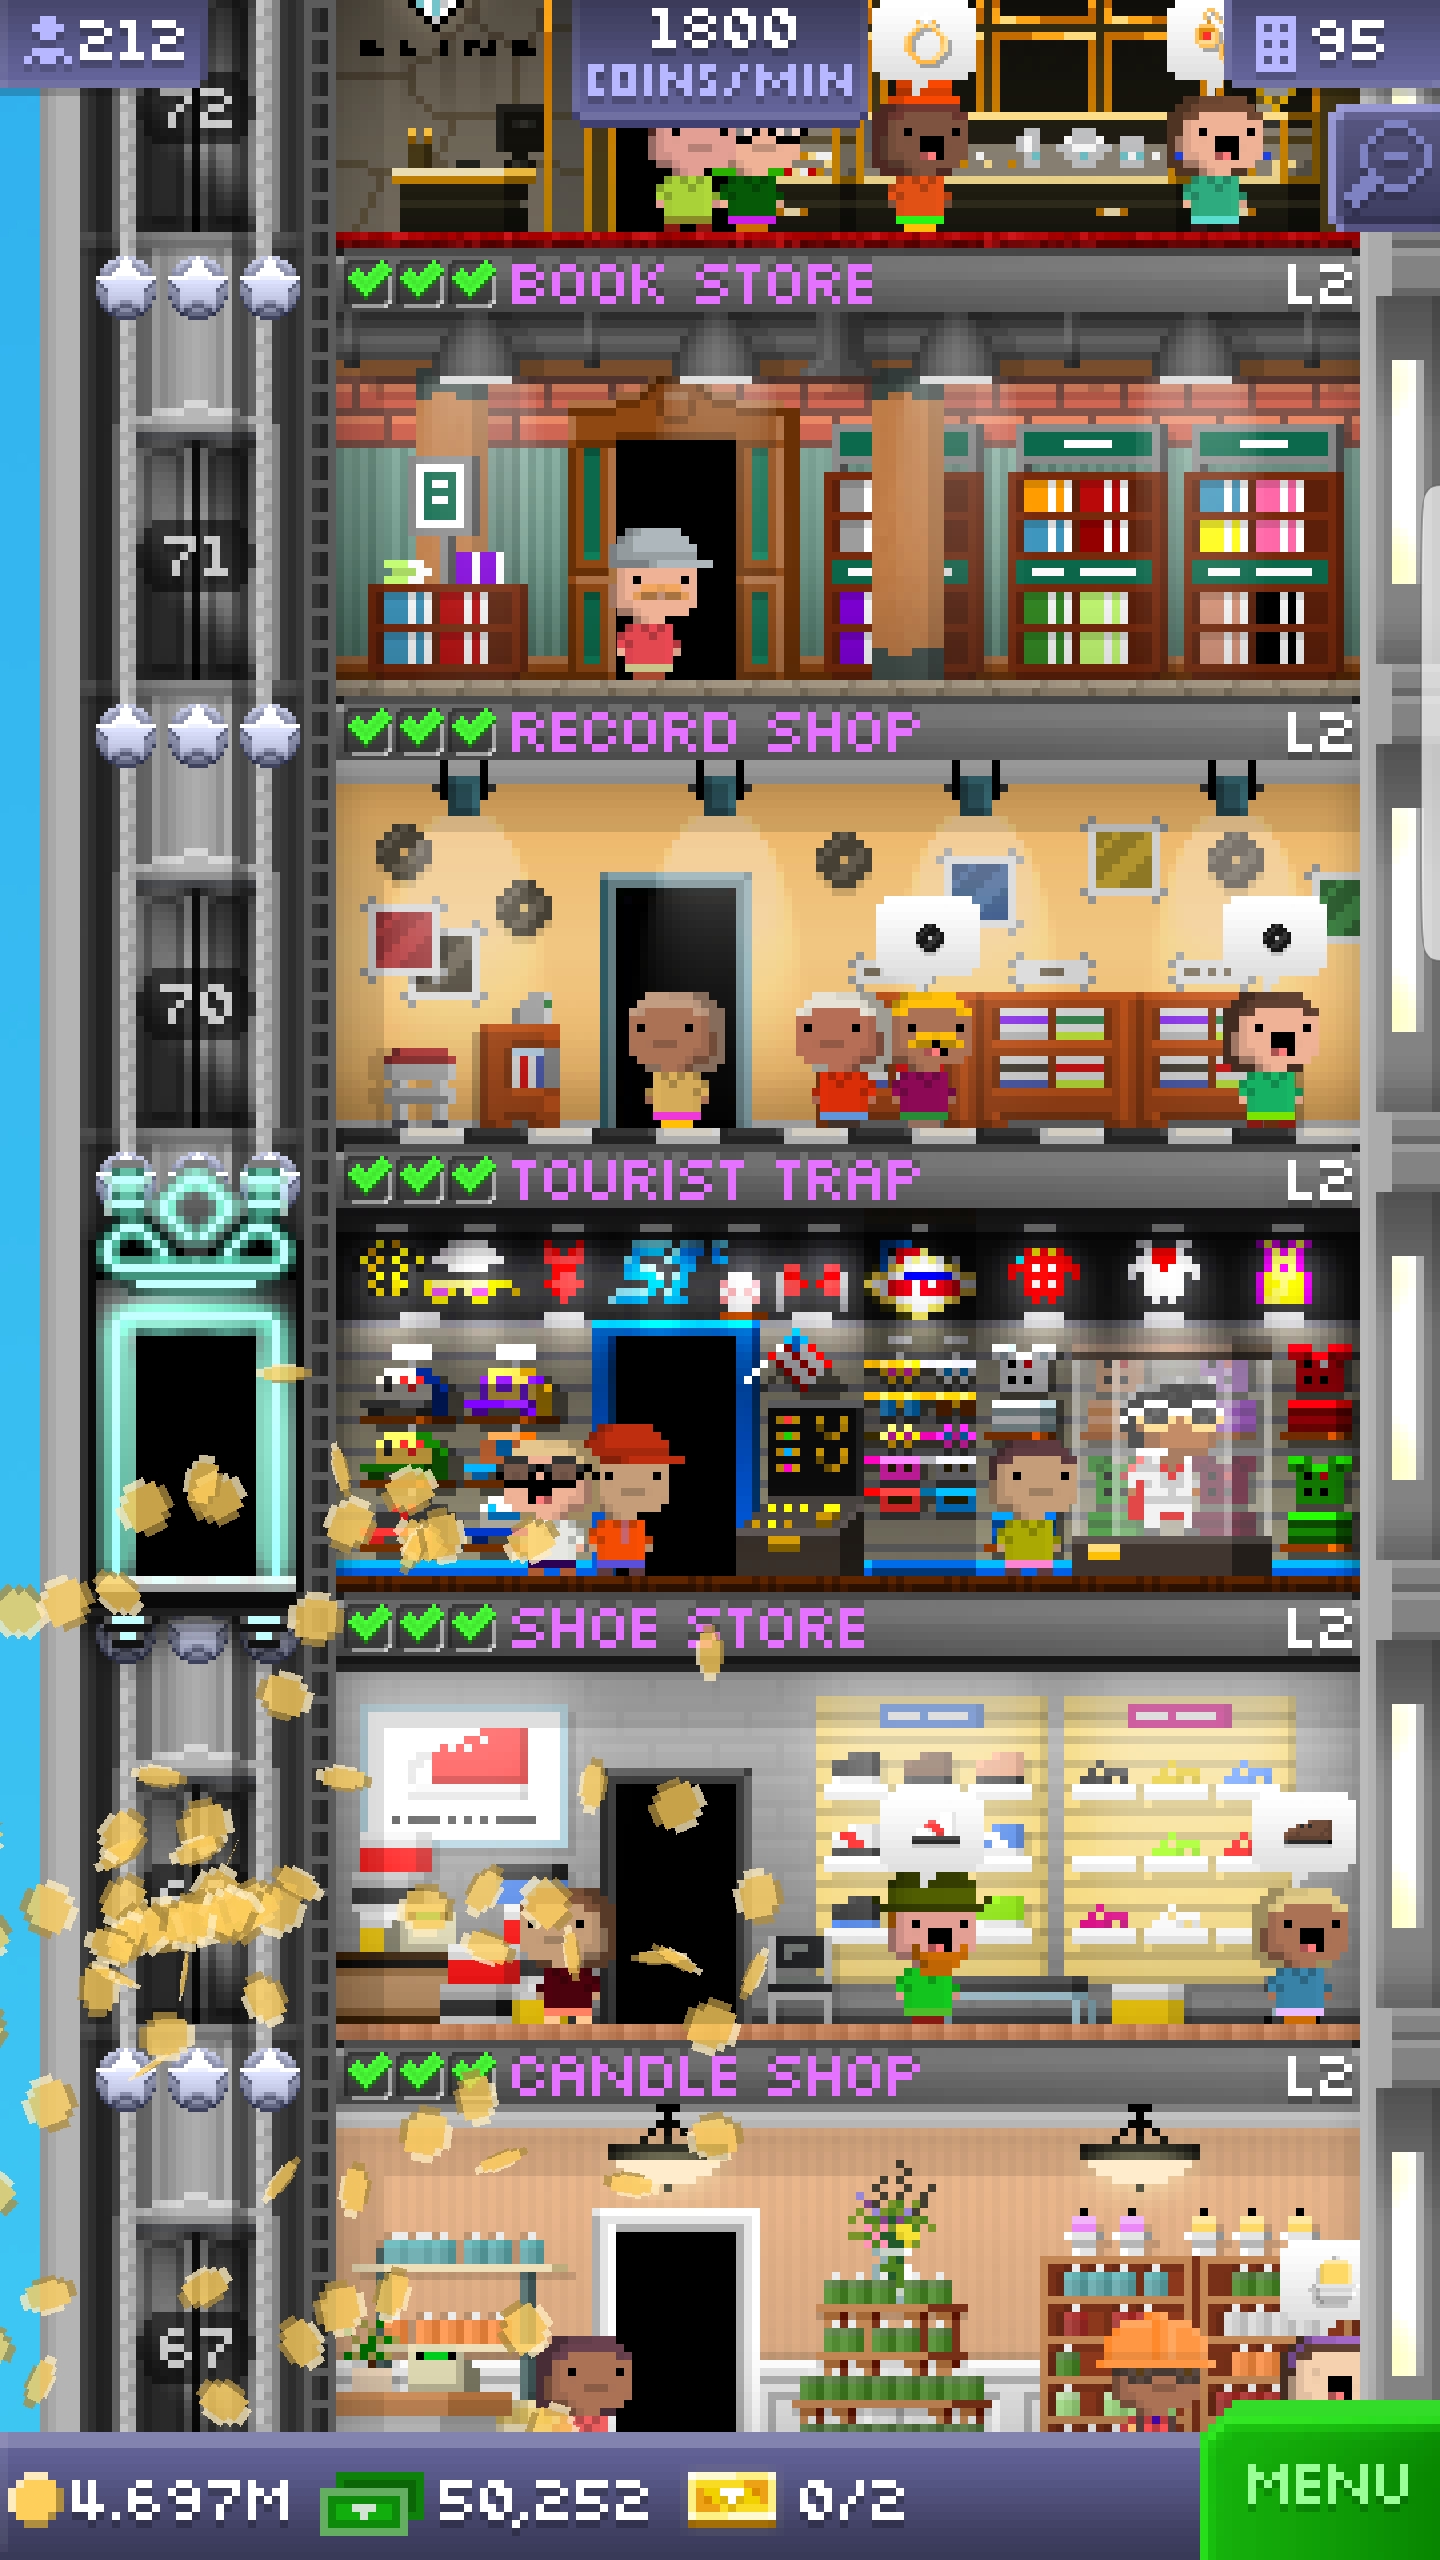 212
1800
COINS/MIN
95
72
BOOK STORE L2
71
RECORD SHOP L2
70
TOURIST TRAP L2
SHOE STORE L2
CANDLE SHOP L2
67
4.697M 50,252 0/2
MENU